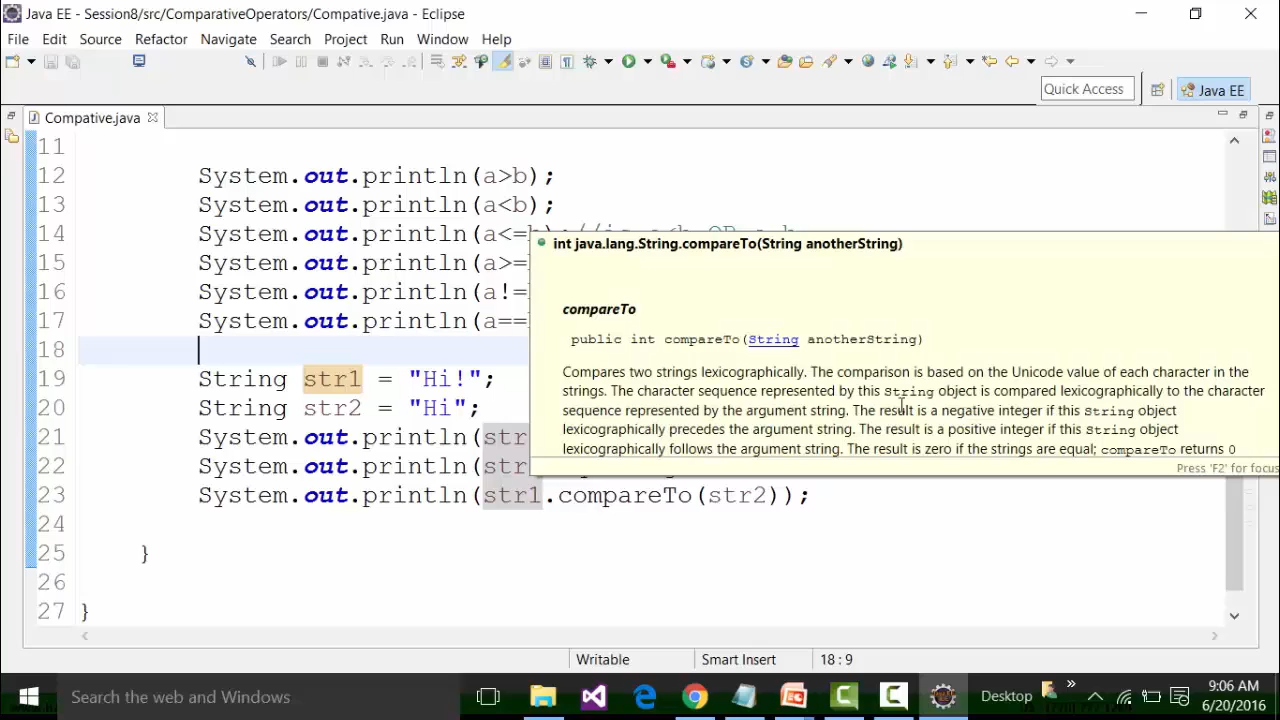 Java EE - Session8/src/ComparativeOperators/Compative.java - Eclipse
File Edit Source Refactor Navigate Search Project Run Window Help
Quick Access
Java EE
Compative.java
11
12 System.out.println(a>b);
13 System.out.println(a<b);
14 System.out.println(a<=
15 System.out.println(a>=
16 System.out.println(a!=
17 System.out.println(a==
18
19 String str1 = "Hi!";
20 String str2 = "Hi";
21 System.out.println(str
22 System.out.println(str
23 System.out.println(str1.compareTo(str2));
24
25 }
26
27 }
int java.lang.String.compareTo(String anotherString)
compareTo
public int compareTo(String anotherString)
Compares two strings lexicographically. The comparison is based on the Unicode value of each character in the
strings. The character sequence represented by this String object is compared lexicographically to the character
sequence represented by the argument string. The result is a negative integer if this String object
lexicographically precedes the argument string. The result is a positive integer if this String object
lexicographically follows the argument string. The result is zero if the strings are equal; compareTo returns 0
Press 'F2' for focus
Writable Smart Insert 18 : 9
Search the web and Windows
Desktop
9:06 AM
6/20/2016